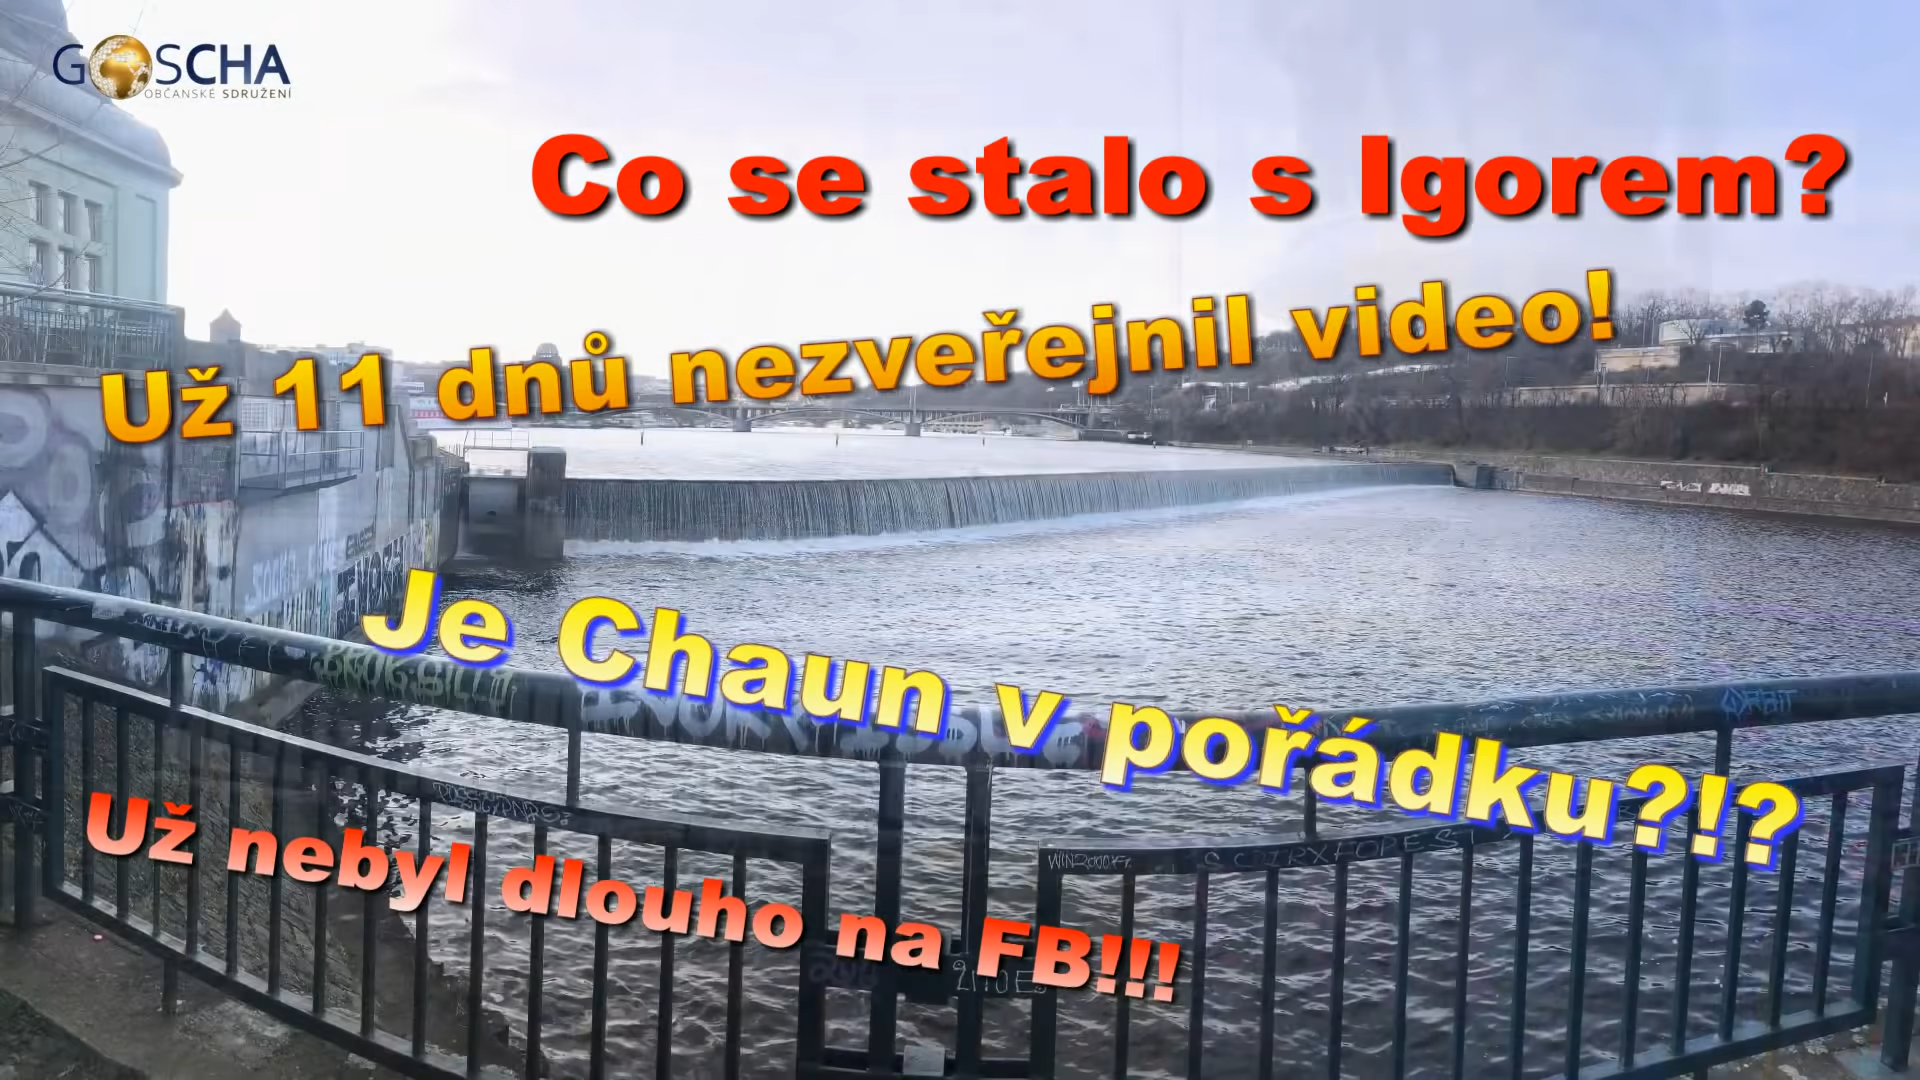 GOSCHA
OBČANSKÉ SDRUŽENÍ
Co se stalo s Igorem?
Už 11 dnů nezveřejnil video!
Je Chaun v pořádku?!?
Už nebyl dlouho na FB!!!